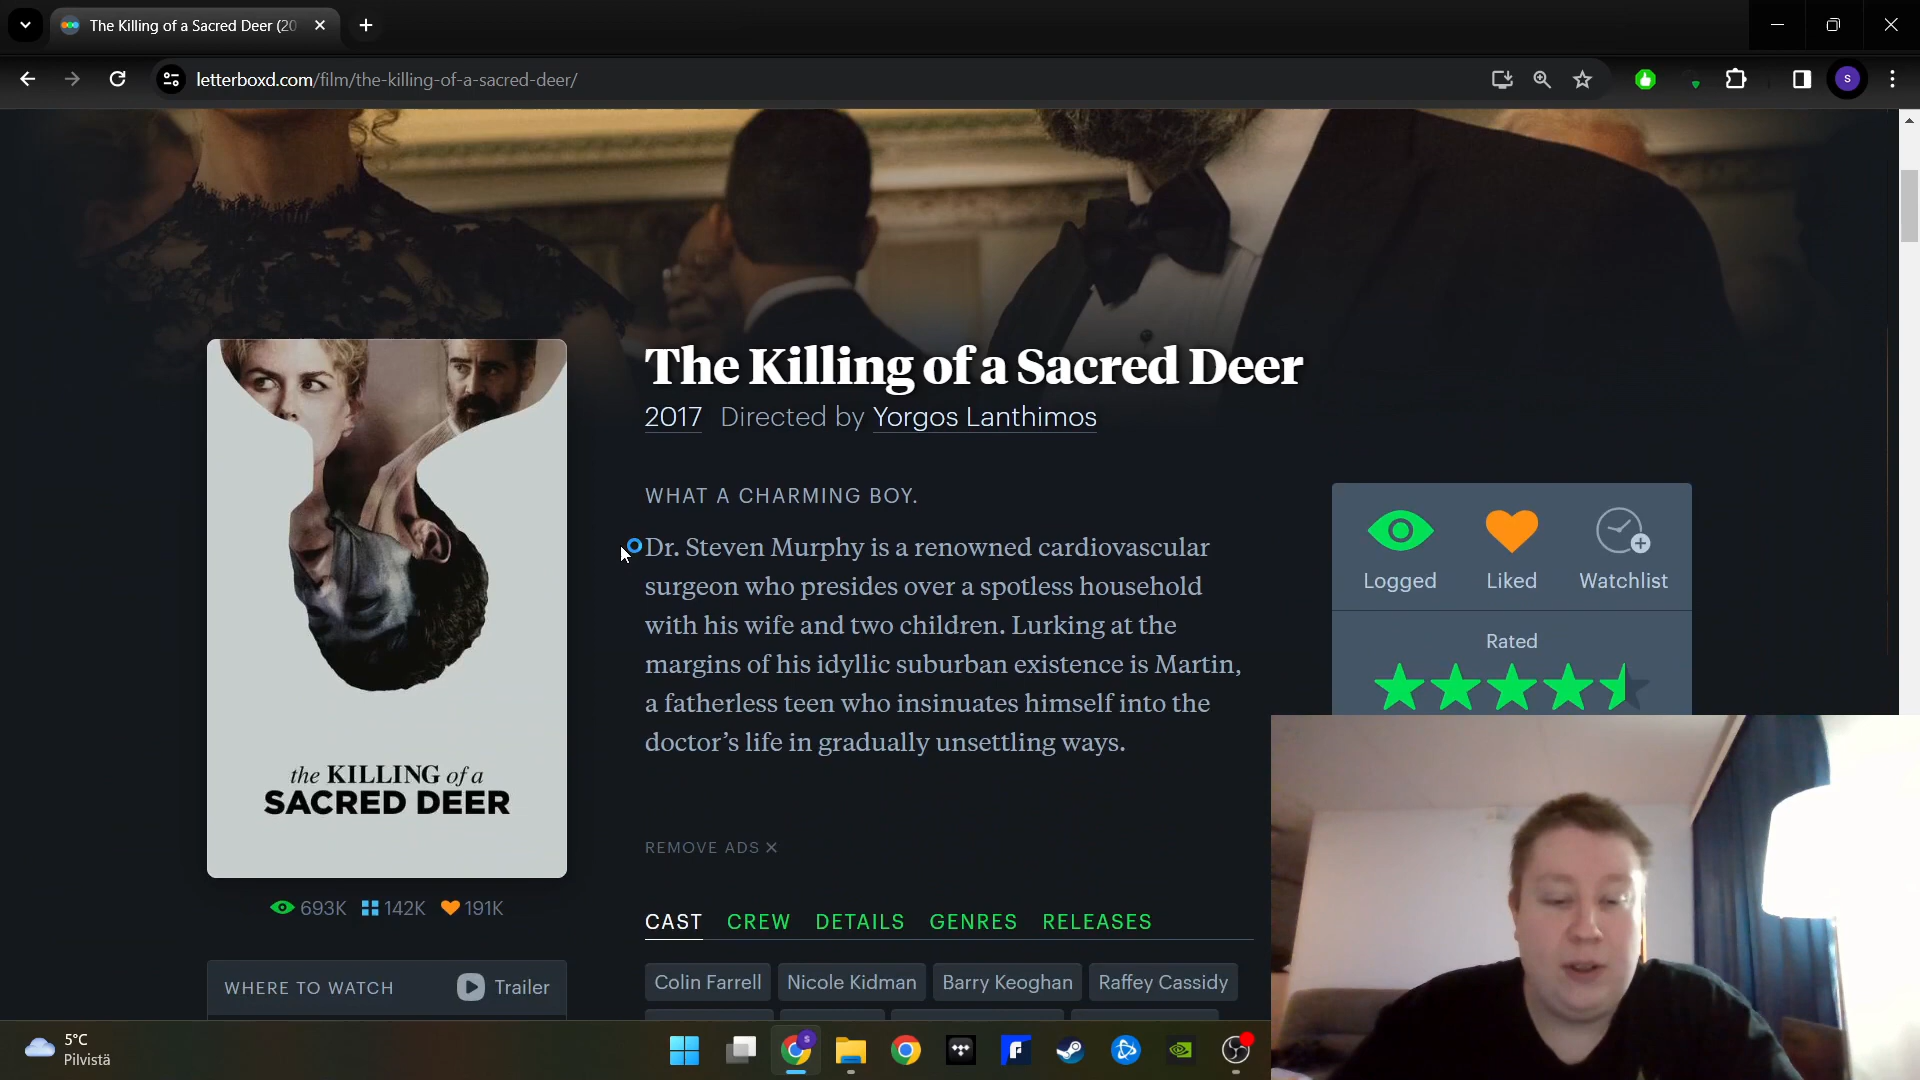 The Killing of a Sacred Deer (20
letterboxd.com/film/the-killing-of-a-sacred-deer/
S
The Killing of a Sacred Deer
2017 Directed by Yorgos Lanthimos
WHAT A CHARMING BOY.
Dr. Steven Murphy is a renowned cardiovascular
surgeon who presides over a spotless household
with his wife and two children. Lurking at the
margins of his idyllic suburban existence is Martin,
a fatherless teen who insinuates himself into the
doctor’s life in gradually unsettling ways.
Logged Liked Watchlist
Rated
the KILLING of a
SACRED DEER
693K 142K 191K
WHERE TO WATCH Trailer
REMOVE ADS
CAST CREW DETAILS GENRES RELEASES
Colin Farrell Nicole Kidman Barry Keoghan Raffey Cassidy
5°C
Pilvistä